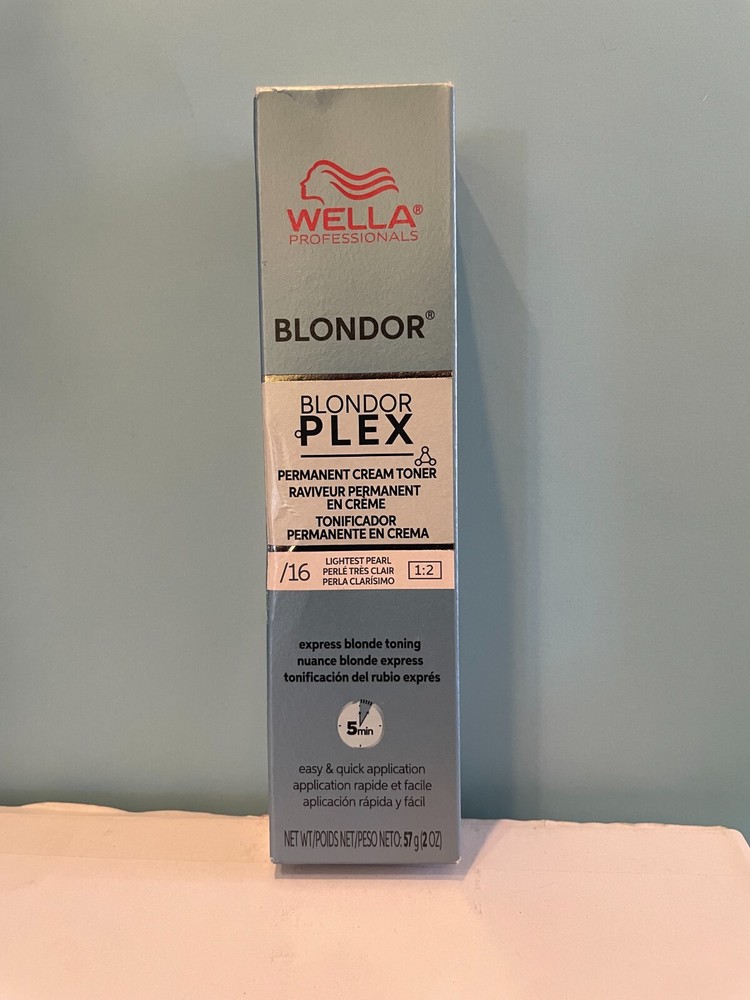 WELLA®
PROFESSIONALS
BLONDOR®
BLONDOR
PLEX
PERMANENT CREAM TONER
RAVIVEUR PERMANENT
EN CRÈME
TONIFICADOR
PERMANENTE EN CREMA
/16
LIGHTEST PEARL
PERLÉ TRÈS CLAIR
PERLA CLARÍSIMO
1:2
express blonde toning
nuance blonde express
tonificación del rubio exprés
5min
easy & quick application
application rapide et facile
aplicación rápida y fácil
NET WT/POIDS NET/PESO NETO: 57 g (2 OZ)